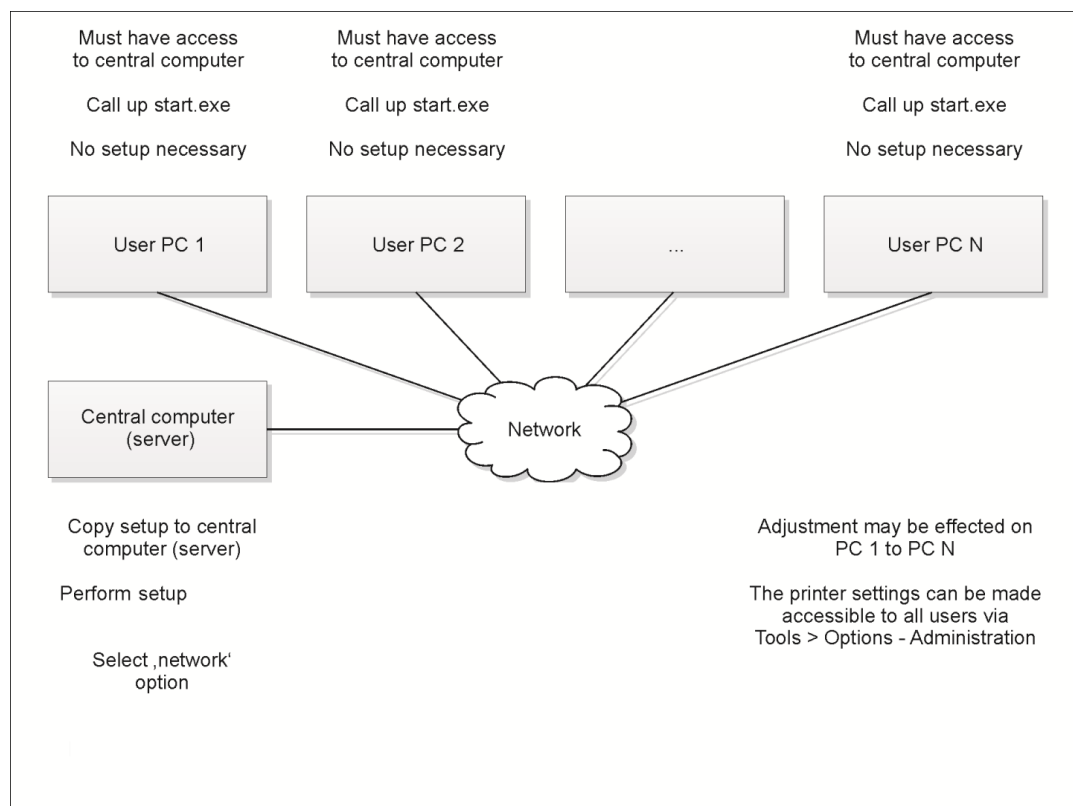 Must have access
to central computer
Call up start.exe
No setup necessary
Must have access
to central computer
Call up start.exe
No setup necessary
Must have access
to central computer
Call up start.exe
No setup necessary
User PC 1
User PC 2
...
User PC N
Central computer
(server)
Network
Copy setup to central
computer (server)
Perform setup
Select ‚network‘
option
Adjustment may be effected on
PC 1 to PC N
The printer settings can be made
accessible to all users via
Tools > Options - Administration